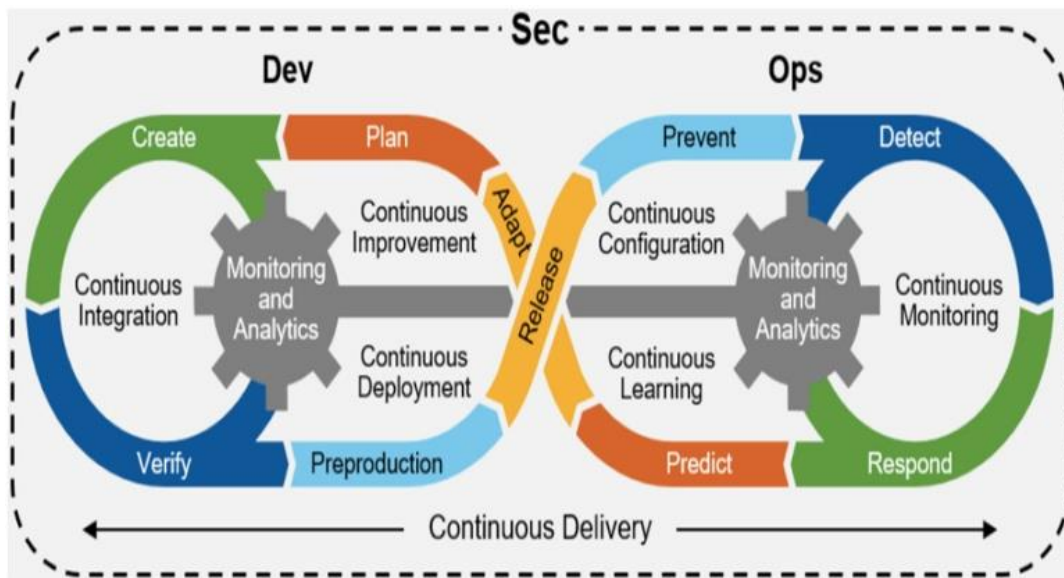 Sec
Dev
Ops
Create
Plan
Prevent
Detect
Adapt
Release
Continuous
Improvement
Continuous
Configuration
Continuous
Integration
Monitoring
and
Analytics
Monitoring
and
Analytics
Continuous
Monitoring
Continuous
Deployment
Continuous
Learning
Verify
Preproduction
Predict
Respond
Continuous Delivery